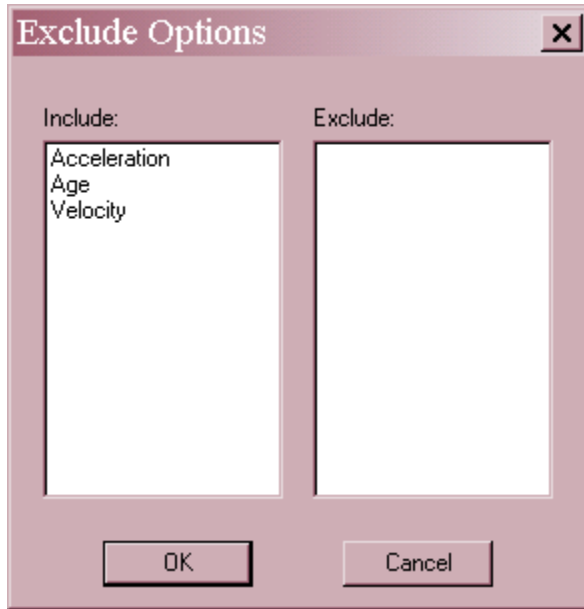 Exclude Options
Include:
Exclude:
Acceleration
Age
Velocity
OK
Cancel